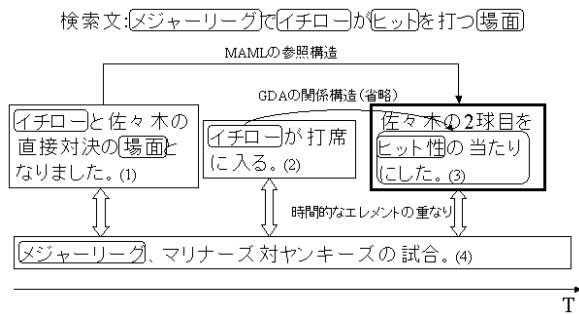 検索文:メジャーリーグでイチローがヒットを打つ場面
MAMLの参照構造
GDAの関係構造(省略)
イチローと佐々木の
直接対決の場面と
なりました。(1)
イチローが打席
に入る。(2)
佐々木の2球目を
ヒット性の当たり
にした。(3)
時間的なエレメントの重なり
メジャーリーグ、マリナーズ対ヤンキーズの試合。(4)
T